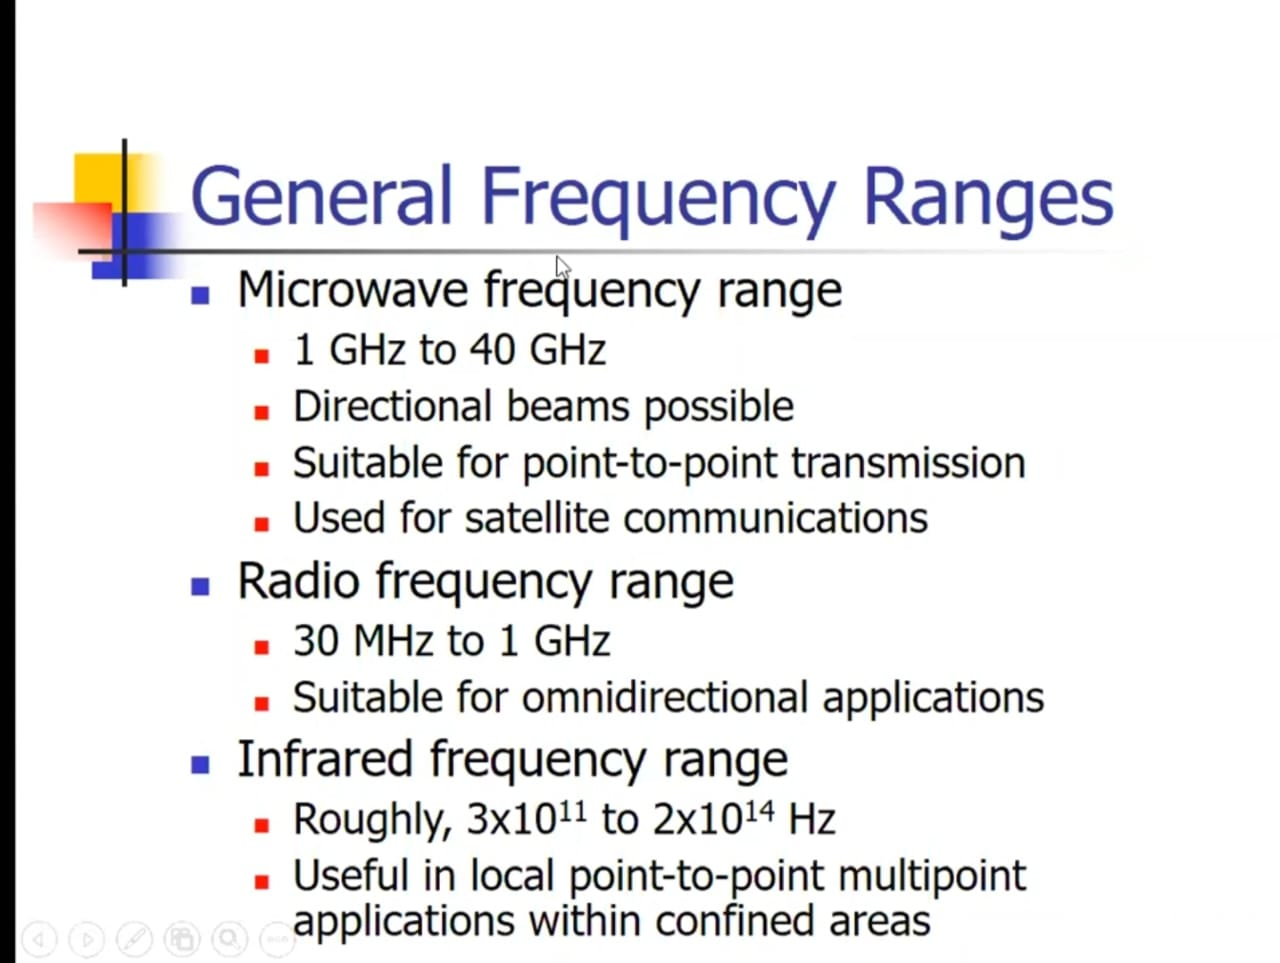 General Frequency Ranges
Microwave frequency range
1 GHz to 40 GHz
Directional beams possible
Suitable for point-to-point transmission
Used for satellite communications
Radio frequency range
30 MHz to 1 GHz
Suitable for omnidirectional applications
Infrared frequency range
Roughly, 3x10¹¹ to 2x10¹⁴ Hz
Useful in local point-to-point multipoint
applications within confined areas